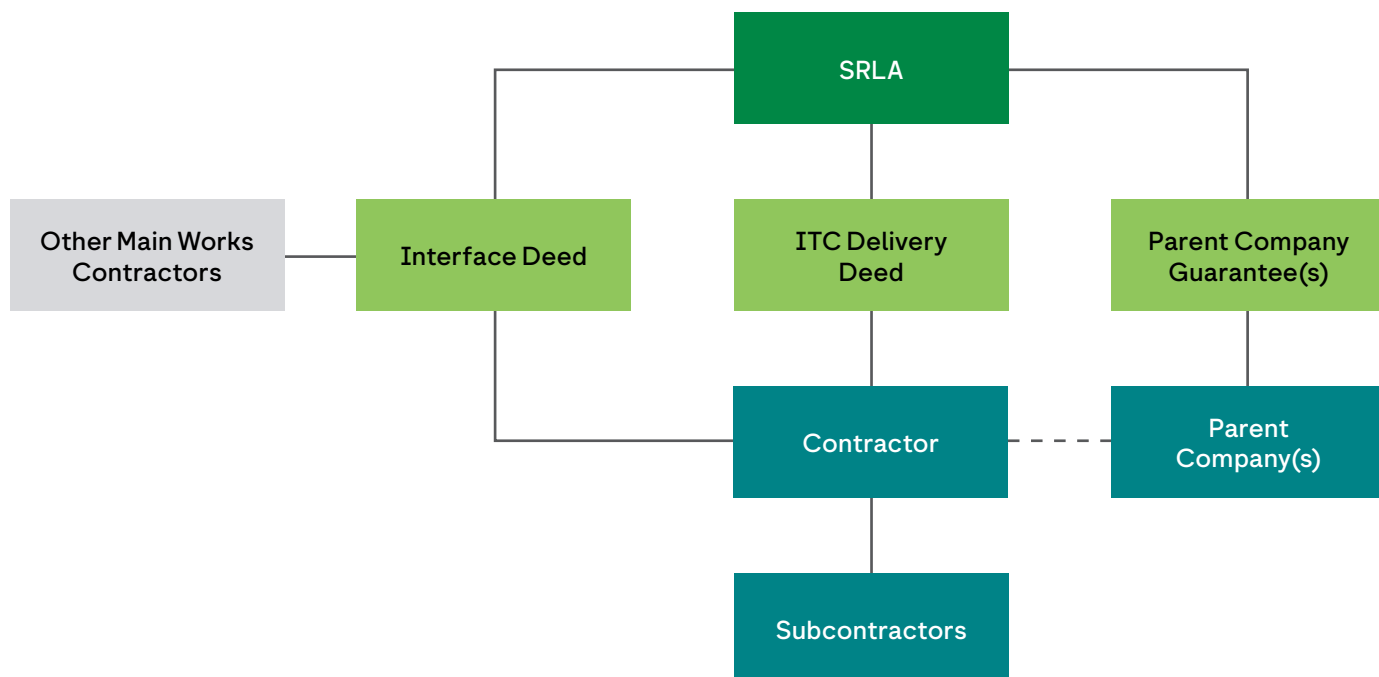 SRLA
Other Main Works
Contractors
Interface Deed
ITC Delivery
Deed
Parent Company
Guarantee(s)
Contractor
Parent
Company(s)
Subcontractors